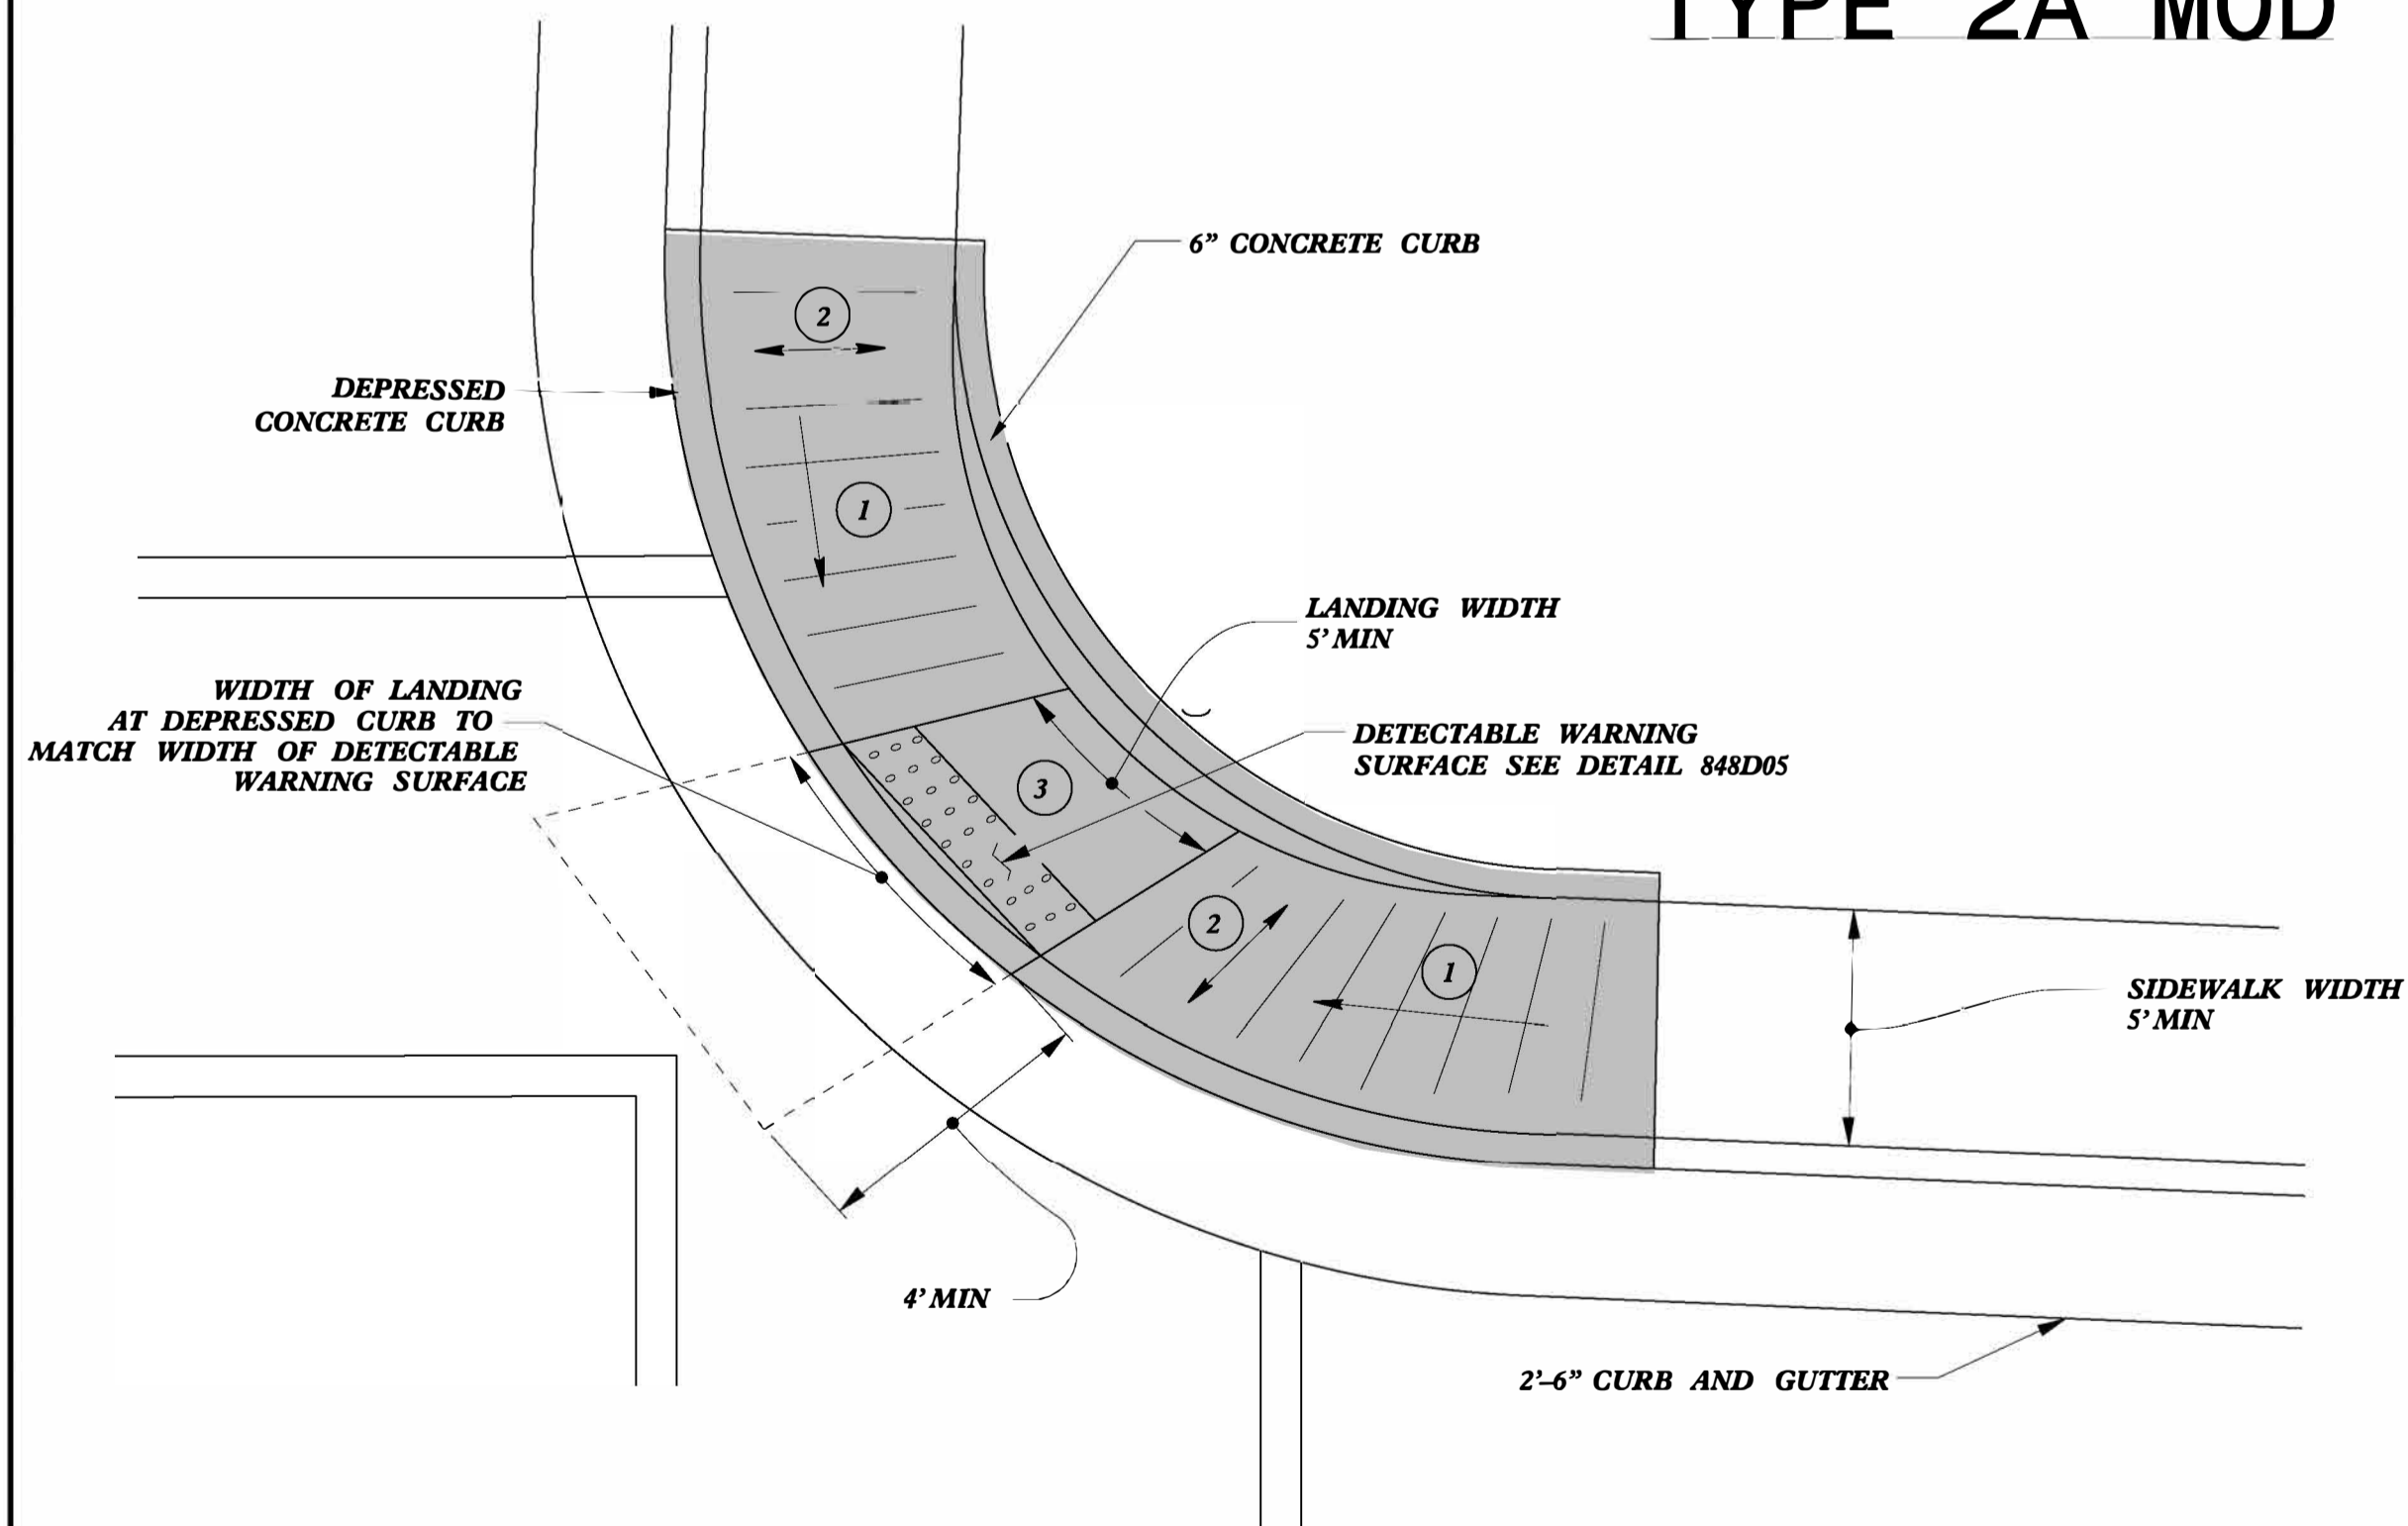 TYPE 2A MOD
6” CONCRETE CURB
2
DEPRESSED
CONCRETE CURB
1
LANDING WIDTH
5’ MIN
WIDTH OF LANDING
AT DEPRESSED CURB TO
MATCH WIDTH OF DETECTABLE
WARNING SURFACE
DETECTABLE WARNING
SURFACE SEE DETAIL 848D05
3
2
1
SIDEWALK WIDTH
5’ MIN
4’ MIN
2’–6” CURB AND GUTTER